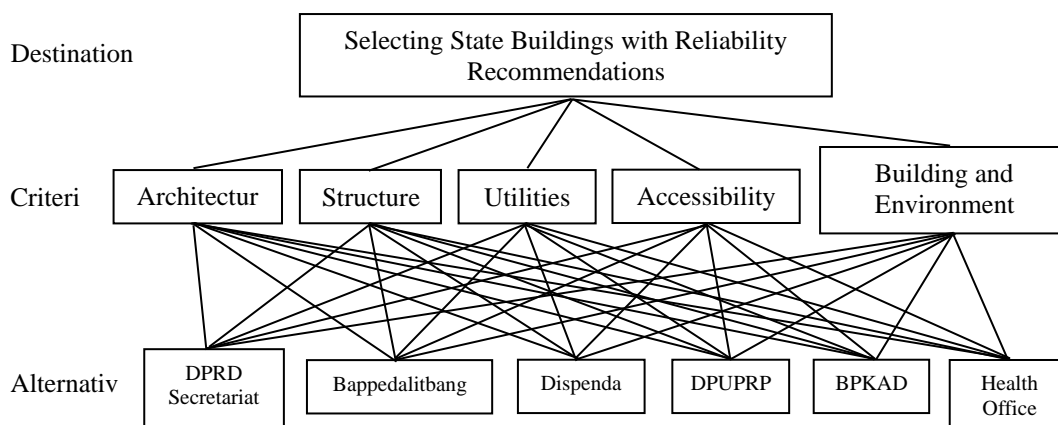 Destination
Selecting State Buildings with Reliability
Recommendations
Criteri
Architectur
Structure
Utilities
Accessibility
Building and
Environment
Alternativ
DPRD
Secretariat
Bappedalitbang
Dispenda
DPUPRP
BPKAD
Health
Office